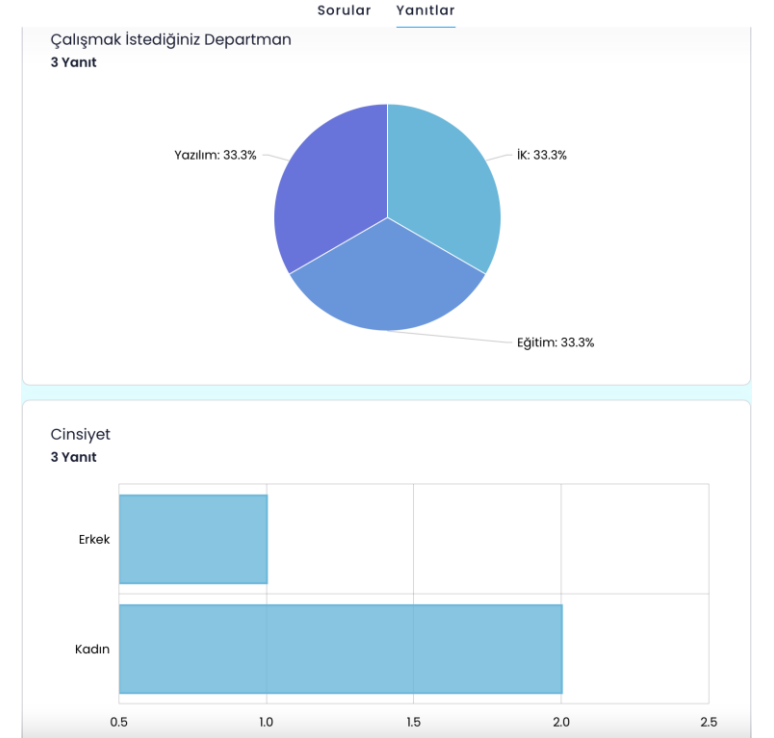 Sorular Yanıtlar
Çalışmak İstediğiniz Departman
3 Yanıt
Yazılım: 33.3%
İK: 33.3%
Eğitim: 33.3%
Cinsiyet
3 Yanıt
Erkek
Kadın
0.5 1.0 1.5 2.0 2.5